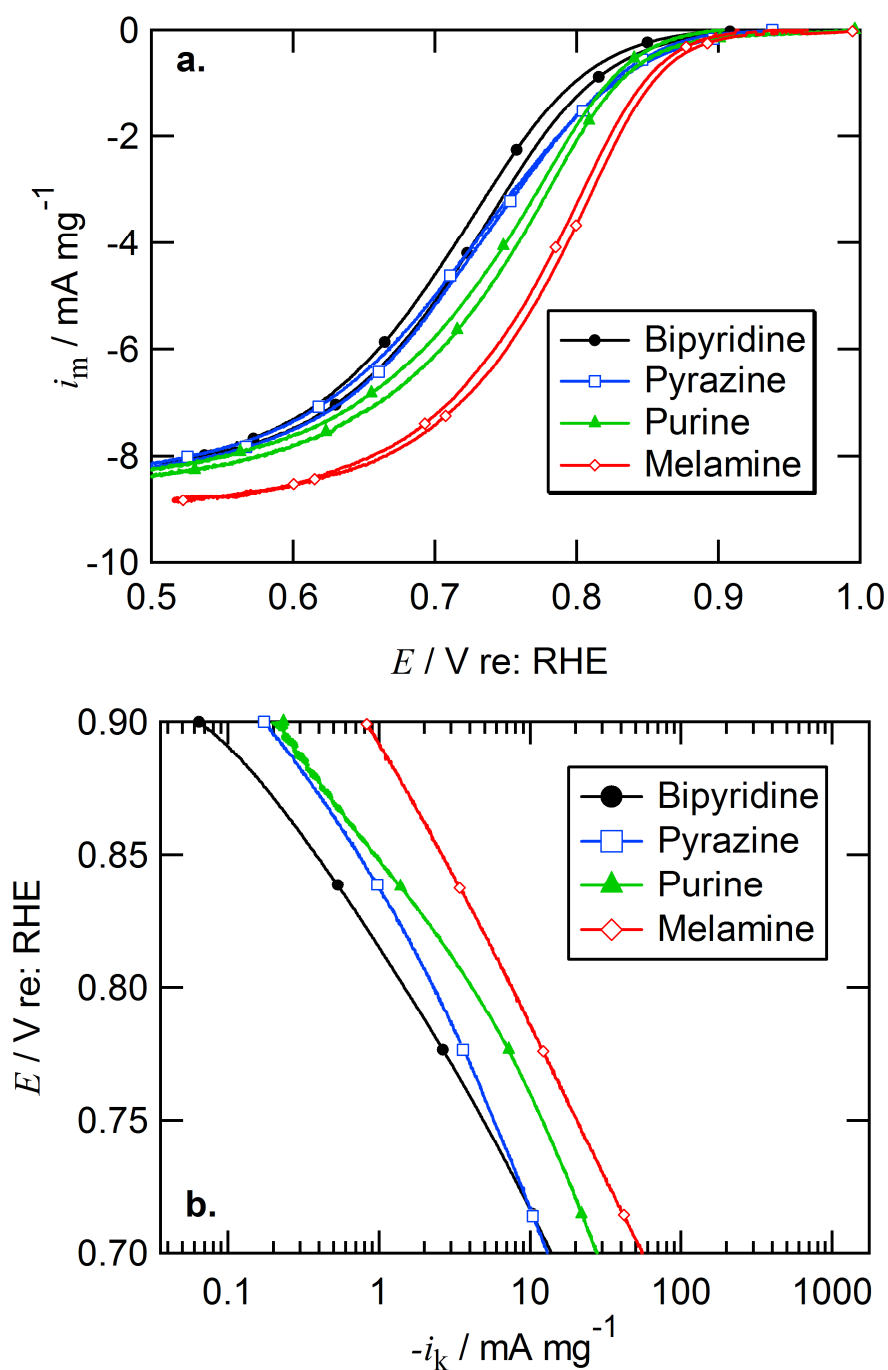 a.
0
-2
-4
-6
-8
-10
i_m / mA mg^-1
Bipyridine
Pyrazine
Purine
Melamine
0.5 0.6 0.7 0.8 0.9 1.0
E / V re: RHE
0.90
0.85
0.80
0.75
0.70
E / V re: RHE
Bipyridine
Pyrazine
Purine
Melamine
b.
0.1 1 10 100 1000
-i_k / mA mg^-1